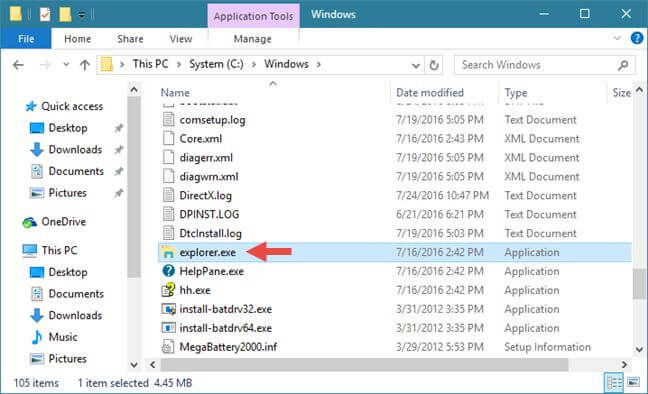 Application Tools Windows
File Home Share View Manage
This PC System (C:) Windows Search Windows
Name Date modified Type Size
Quick access
Desktop
Downloads
Documents
Pictures
OneDrive
This PC
Desktop
Documents
Downloads
Music
Pictures
comsetup.log 7/19/2016 5:05 PM Text Document
Core.xml 7/16/2016 2:43 PM XML Document
diagerr.xml 7/19/2016 5:05 PM XML Document
diagwrn.xml 7/19/2016 5:05 PM XML Document
DirectX.log 7/24/2016 10:47 PM Text Document
DPINST.LOG 6/21/2016 6:21 PM Text Document
DtcInstall.log 7/19/2016 5:03 PM Text Document
explorer.exe 7/16/2016 2:42 PM Application
HelpPane.exe 7/16/2016 2:42 PM Application
hh.exe 7/16/2016 2:42 PM Application
install-batdrv32.exe 3/31/2012 3:35 PM Application
install-batdrv64.exe 3/31/2012 3:35 PM Application
MegaBattery2000.inf 3/29/2012 5:53 PM Setup Information
105 items 1 item selected 4.45 MB